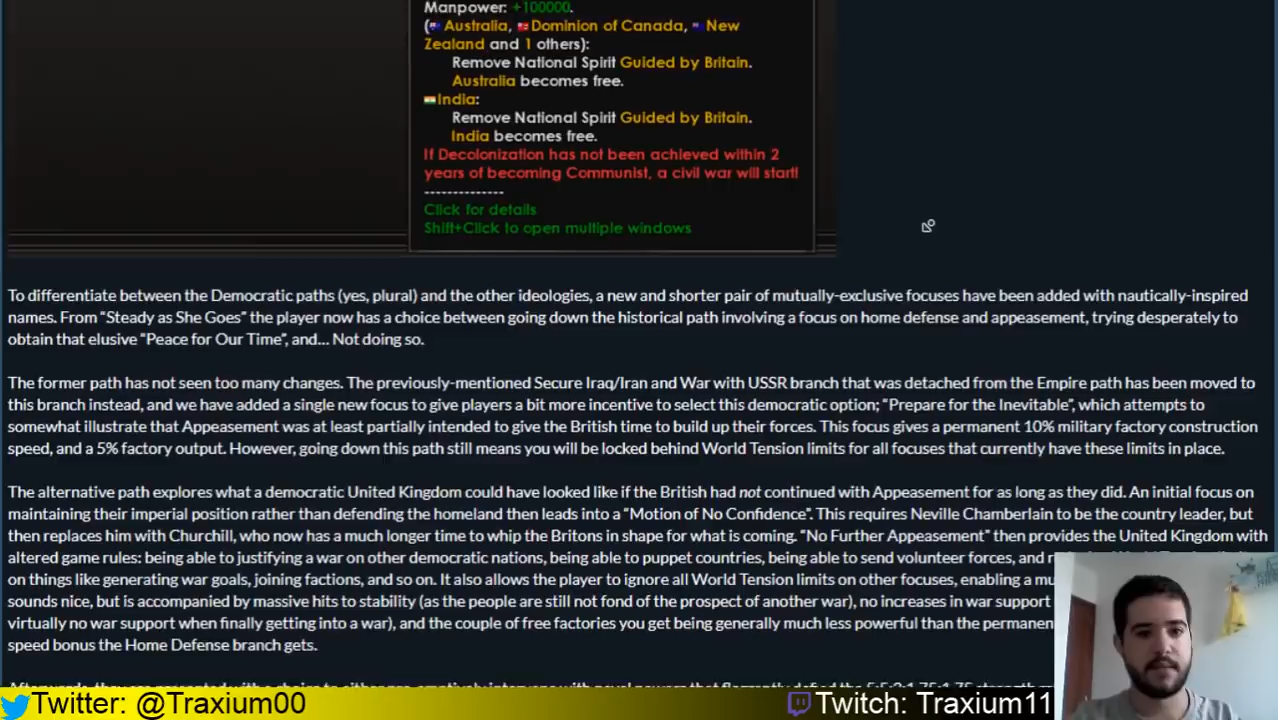 Manpower: +100000.
(Australia, Dominion of Canada, New
Zealand and 1 others):
Remove National Spirit Guided by Britain.
Australia becomes free.
India:
Remove National Spirit Guided by Britain.
India becomes free.
If Decolonization has not been achieved within 2
years of becoming Communist, a civil war will start!
--------------
Click for details
Shift+Click to open multiple windows
To differentiate between the Democratic paths (yes, plural) and the other ideologies, a new and shorter pair of mutually-exclusive focuses have been added with nautically-inspired
names. From “Steady as She Goes” the player now has a choice between going down the historical path involving a focus on home defense and appeasement, trying desperately to
obtain that elusive “Peace for Our Time”, and... Not doing so.
The former path has not seen too many changes. The previously-mentioned Secure Iraq/Iran and War with USSR branch that was detached from the Empire path has been moved to
this branch instead, and we have added a single new focus to give players a bit more incentive to select this democratic option; “Prepare for the Inevitable”, which attempts to
somewhat illustrate that Appeasement was at least partially intended to give the British time to build up their forces. This focus gives a permanent 10% military factory construction
speed, and a 5% factory output. However, going down this path still means you will be locked behind World Tension limits for all focuses that currently have these limits in place.
The alternative path explores what a democratic United Kingdom could have looked like if the British had not continued with Appeasement for as long as they did. An initial focus on
maintaining their imperial position rather than defending the homeland then leads into a “Motion of No Confidence”. This requires Neville Chamberlain to be the country leader, but
then replaces him with Churchill, who now has a much longer time to whip the Britons in shape for what is coming. “No Further Appeasement” then provides the United Kingdom with
altered game rules: being able to justifying a war on other democratic nations, being able to puppet countries, being able to send volunteer forces, and
on things like generating war goals, joining factions, and so on. It also allows the player to ignore all World Tension limits on other focuses, enabling a
sounds nice, but is accompanied by massive hits to stability (as the people are still not fond of the prospect of another war), no increases in war support
virtually no war support when finally getting into a war), and the couple of free factories you get being generally much less powerful than the permanent
speed bonus the Home Defense branch gets.
Twitter: @Traxium00
Twitch: Traxium11